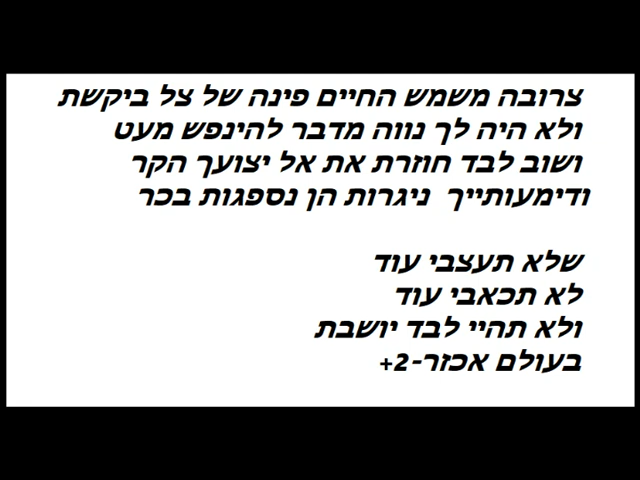 צרובה משמש החיים פינה של צל ביקשת
ולא היה לך נווה מדבר להינפש מעט
ושוב לבד חוזרת את אל יצועך הקר
ודימעותייך ניגרות הן נספגות בכר
שלא תעצבי עוד
לא תכאבי עוד
ולא תהיי לבד יושבת
בעולם אכזר-2+